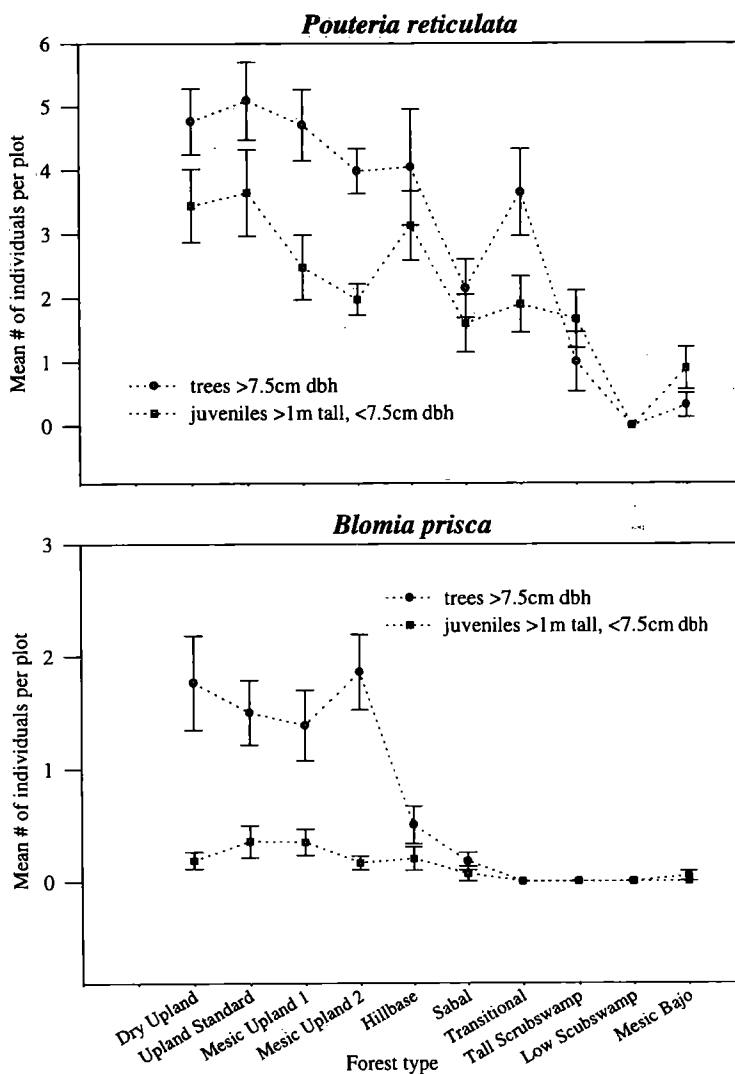 Pouteria reticulata
Mean # of individuals per plot
6
5
4
3
2
1
0
trees >7.5cm dbh
juveniles >1m tall, <7.5cm dbh
Blomia prisca
Mean # of individuals per plot
3
2
1
0
trees >7.5cm dbh
juveniles >1m tall, <7.5cm dbh
Dry Upland
Upland Standard
Mesic Upland 1
Mesic Upland 2
Hillbase
Sabal
Transitional
Tall Scrubswamp
Low Scubswamp
Mesic Bajo
Forest type